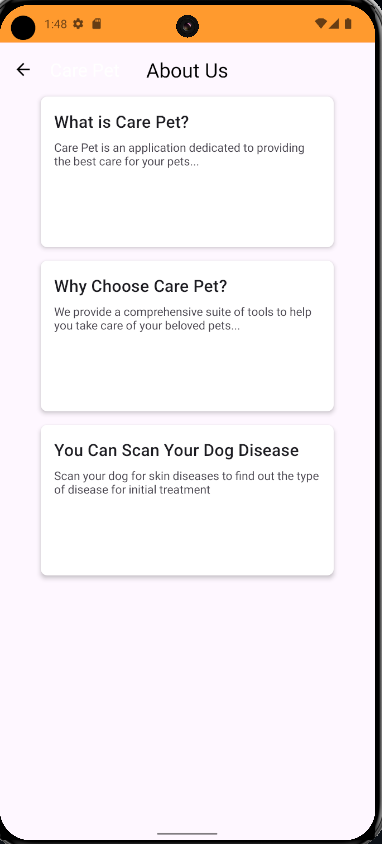 1:48
Care Pet
About Us
What is Care Pet?
Care Pet is an application dedicated to providing
the best care for your pets...
Why Choose Care Pet?
We provide a comprehensive suite of tools to help
you take care of your beloved pets...
You Can Scan Your Dog Disease
Scan your dog for skin diseases to find out the type
of disease for initial treatment